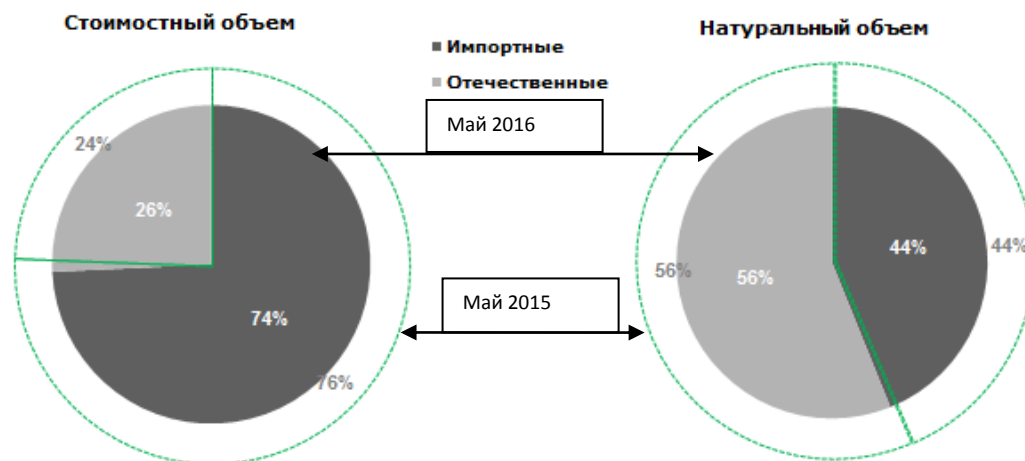 Стоимостный объем
Натуральный объем
Импортные
Отечественные
Май 2016
24%
26%
74%
76%
44%
44%
56%
56%
Май 2015